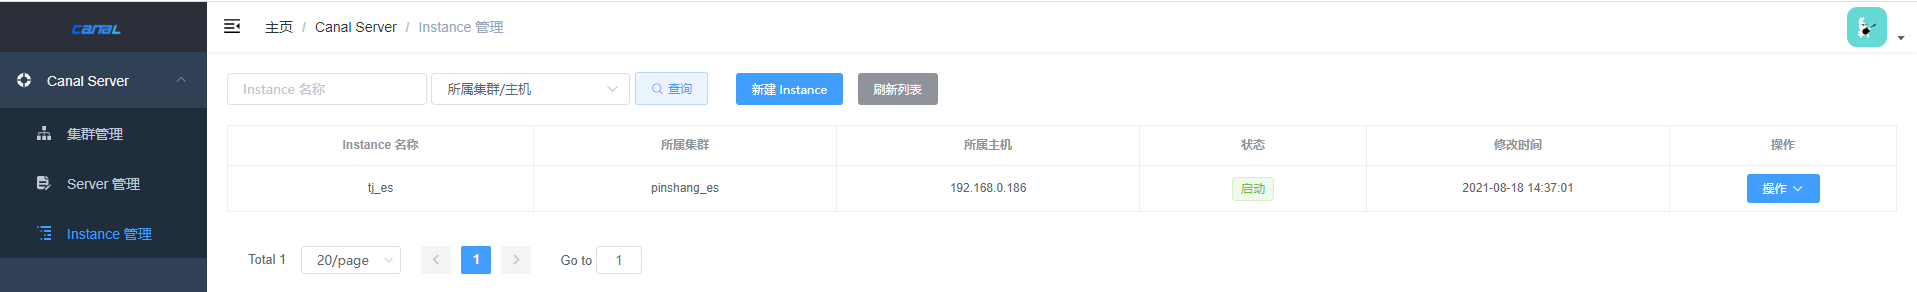 canal
主页 / Canal Server / Instance 管理
Canal Server
集群管理
Server 管理
Instance 管理
Instance 名称 所属集群/主机 查询 新建 Instance 刷新列表
Instance 名称 所属集群 所属主机 状态 修改时间 操作
tj_es pinshang_es 192.168.0.186 启动 2021-08-18 14:37:01 操作
Total 1 20/page 1 Go to 1